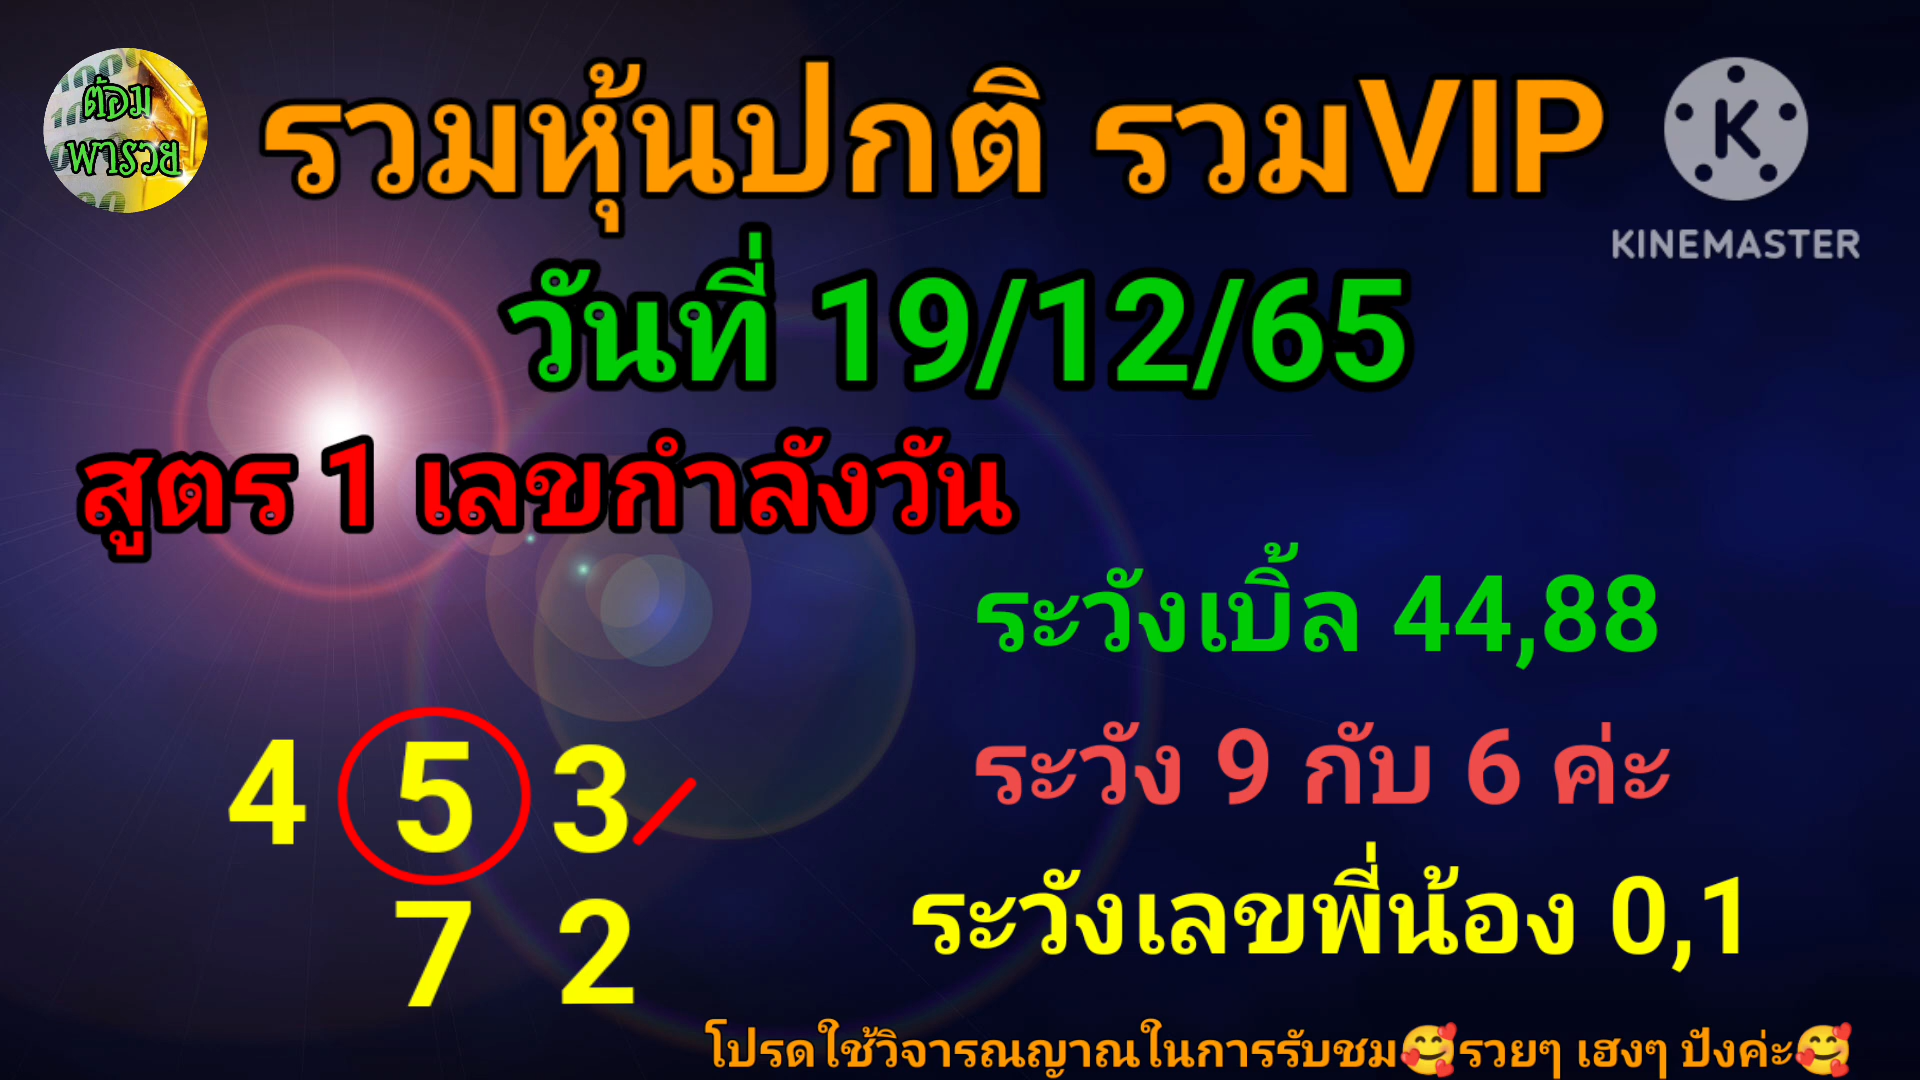 ต้อม
พารวย
รวมหุ้นปกติ รวมVIP
KINEMASTER
วันที่ 19/12/65
สูตร 1 เลขกำลังวัน
ระวังเบิ้ล 44,88
4 5 3
ระวัง 9 กับ 6 ค่ะ
7 2
ระวังเลขพี่น้อง 0,1
โปรดใช้วิจารณญาณในการรับชม🥰รวยๆ เฮงๆ ปังค่ะ🥰